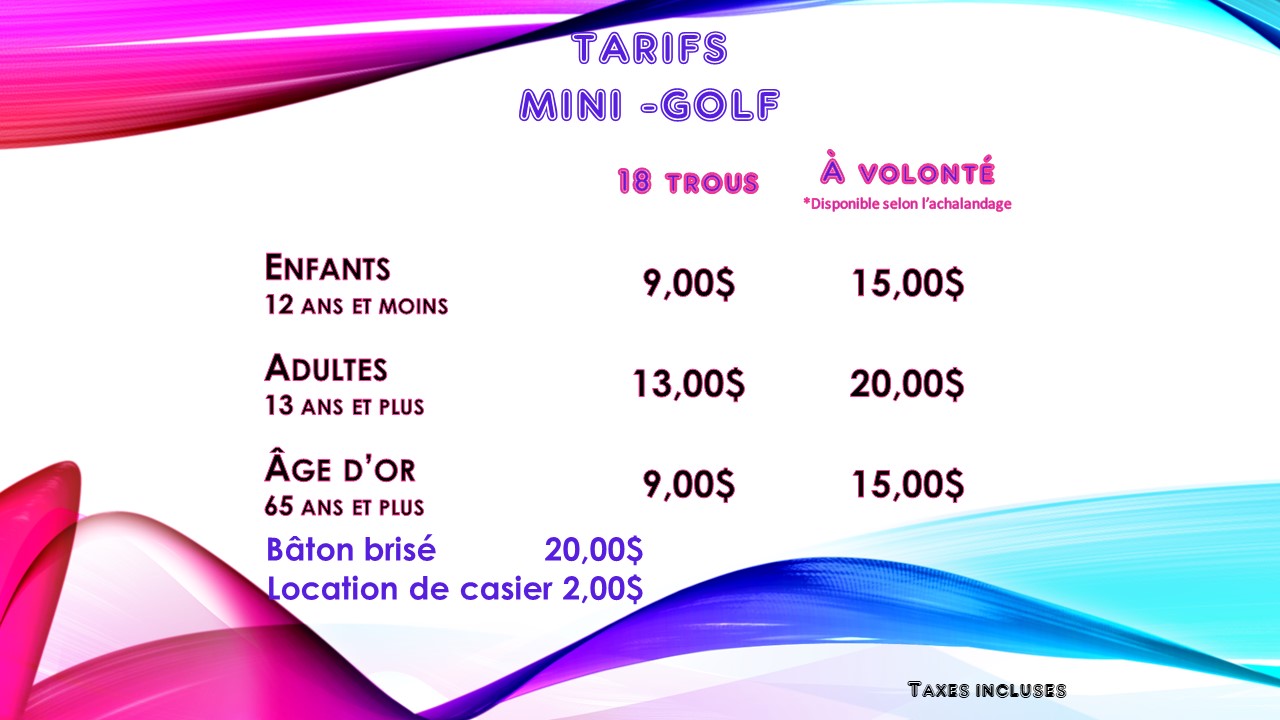 TARIFS
MINI -GOLF
18 TROUS À VOLONTÉ
*Disponible selon l’achalandage
ENFANTS
12 ANS ET MOINS
9,00$ 15,00$
ADULTES
13 ANS ET PLUS
13,00$ 20,00$
ÂGE D’OR
65 ANS ET PLUS
9,00$ 15,00$
Bâton brisé 20,00$
Location de casier 2,00$
TAXES INCLUSES